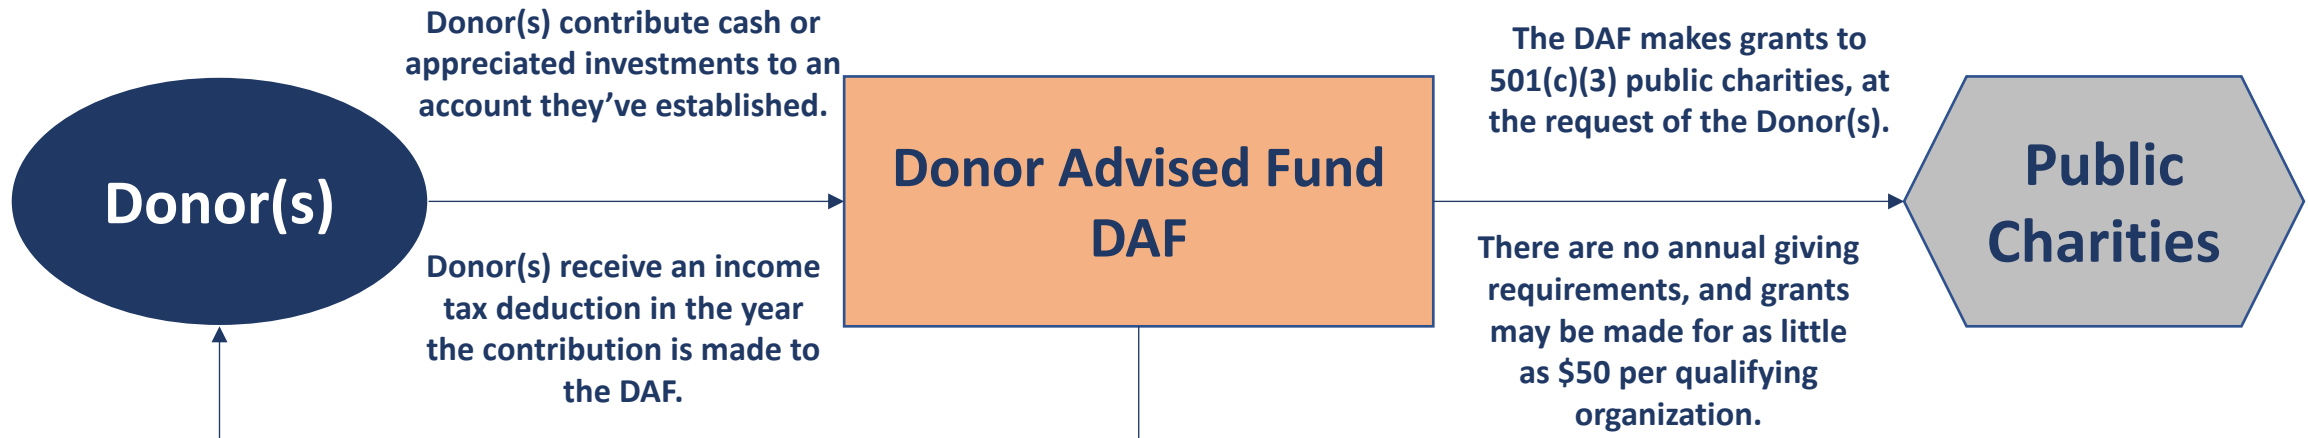 Donor(s)
Donor(s) contribute cash or
appreciated investments to an
account they’ve established.
Donor(s) receive an income
tax deduction in the year
the contribution is made to
the DAF.
Donor Advised Fund
DAF
The DAF makes grants to
501(c)(3) public charities, at
the request of the Donor(s).
There are no annual giving
requirements, and grants
may be made for as little
as $50 per qualifying
organization.
Public
Charities